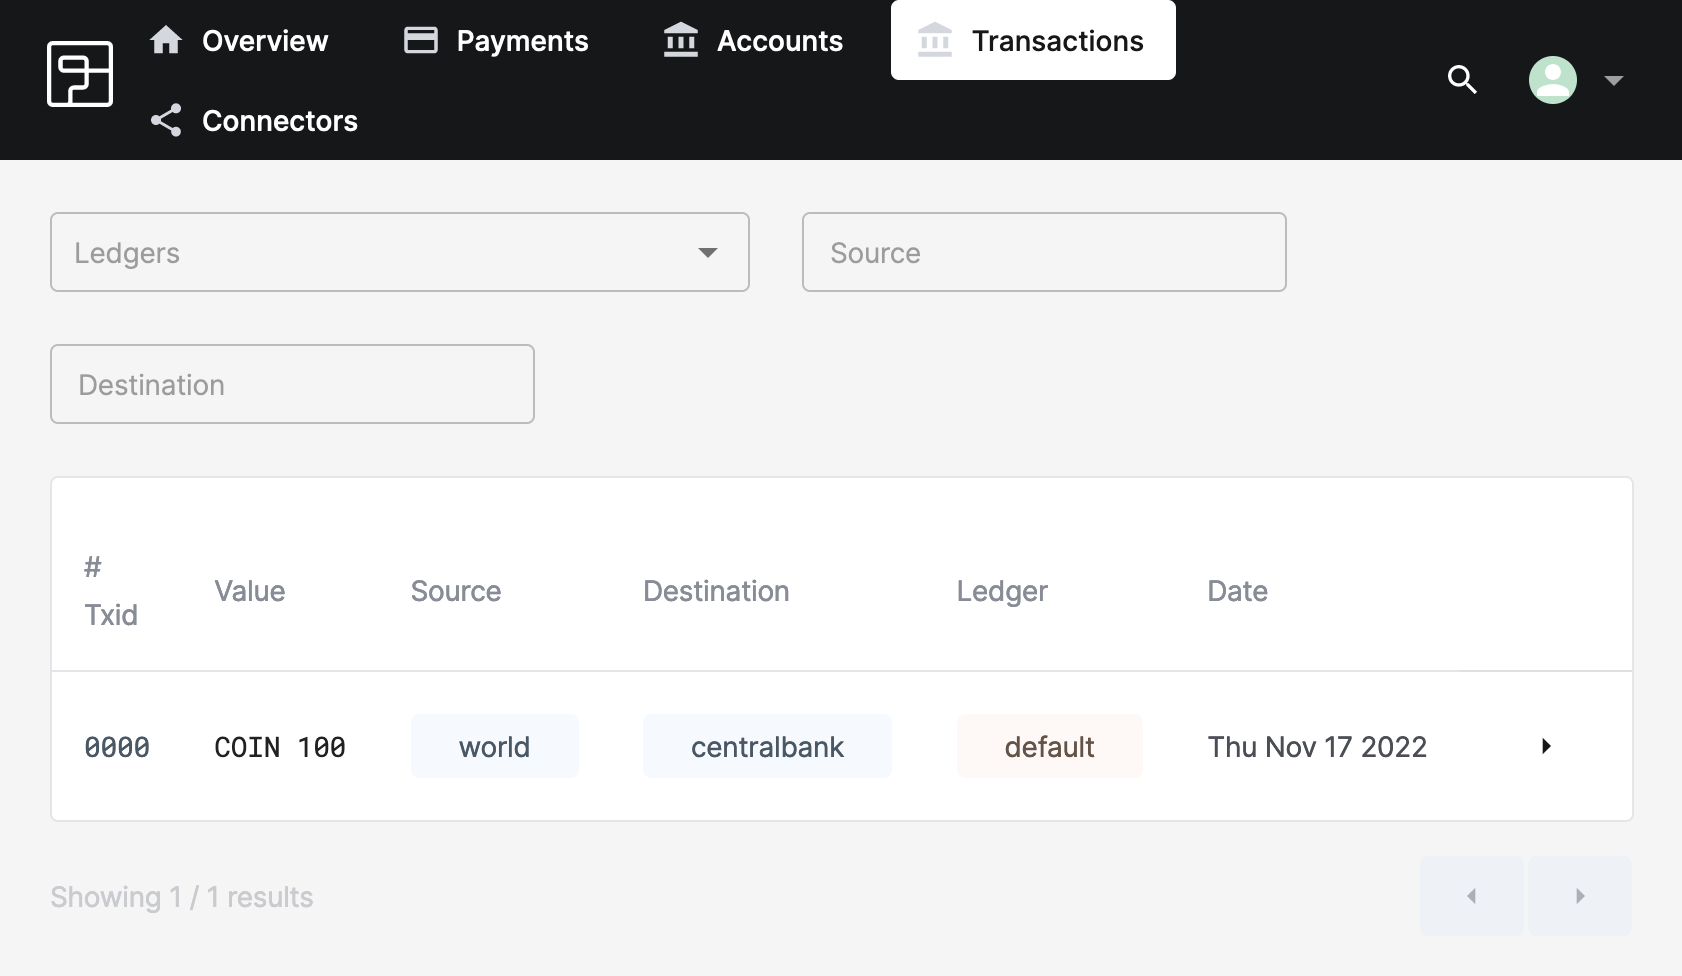 Overview Payments Accounts Transactions
Connectors
Ledgers Source
Destination
# Txid Value Source Destination Ledger Date
0000 COIN 100 world centralbank default Thu Nov 17 2022
Showing 1 / 1 results